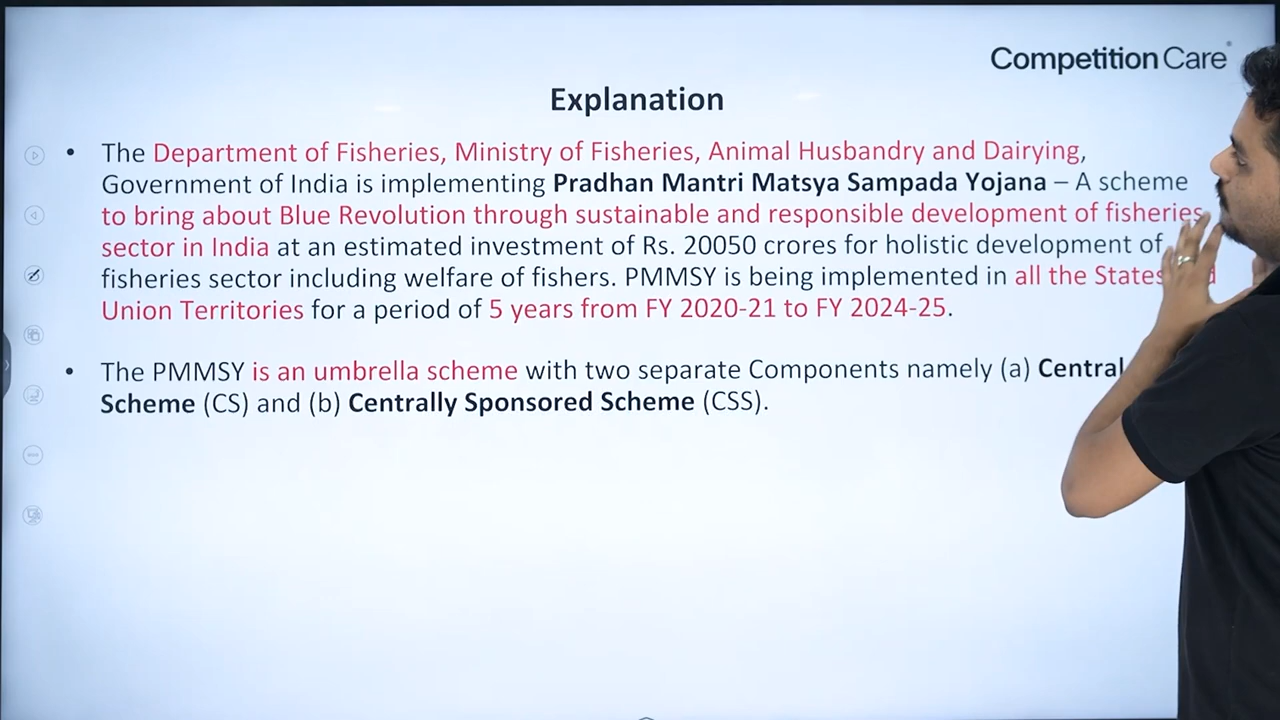 Competition Care
Explanation
• The Department of Fisheries, Ministry of Fisheries, Animal Husbandry and Dairying,
Government of India is implementing Pradhan Mantri Matsya Sampada Yojana – A scheme
to bring about Blue Revolution through sustainable and responsible development of fisheries
sector in India at an estimated investment of Rs. 20050 crores for holistic development of
fisheries sector including welfare of fishers. PMMSY is being implemented in all the States
Union Territories for a period of 5 years from FY 2020-21 to FY 2024-25.
• The PMMSY is an umbrella scheme with two separate Components namely (a) Central
Scheme (CS) and (b) Centrally Sponsored Scheme (CSS).